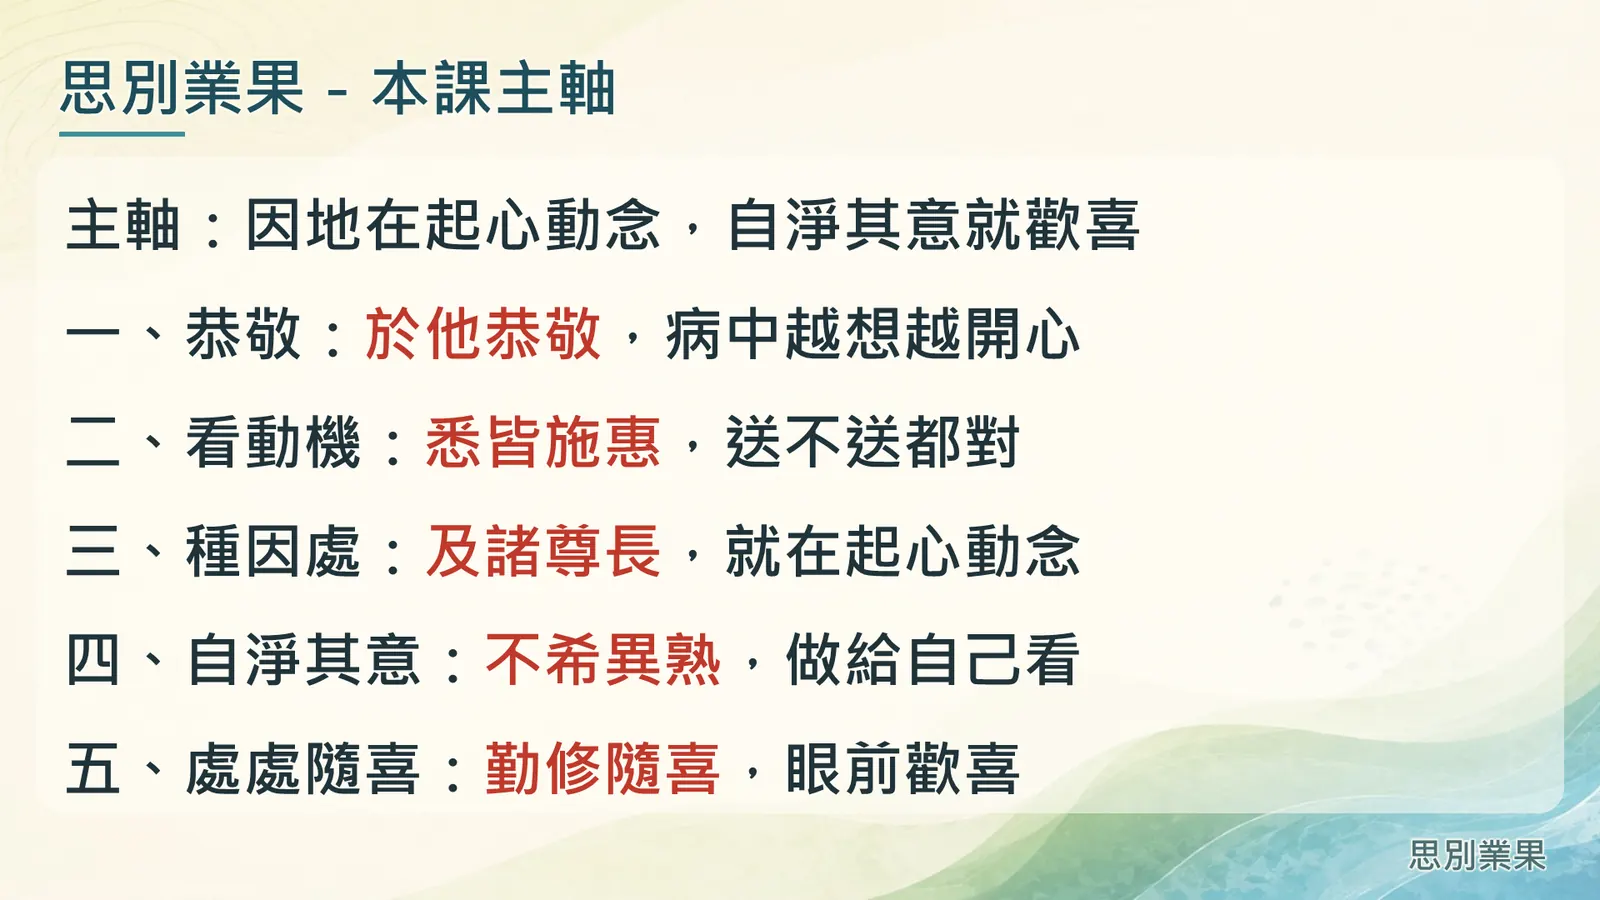 思別業果 - 本課主軸
主軸：因地在起心動念，自淨其意就歡喜
一、恭敬：於他恭敬，病中越想越開心
二、看動機：悉皆施惠，送不送都對
三、種因處：及諸尊長，就在起心動念
四、自淨其意：不希異熟，做給自己看
五、處處隨喜：勤修隨喜，眼前歡喜
思別業果